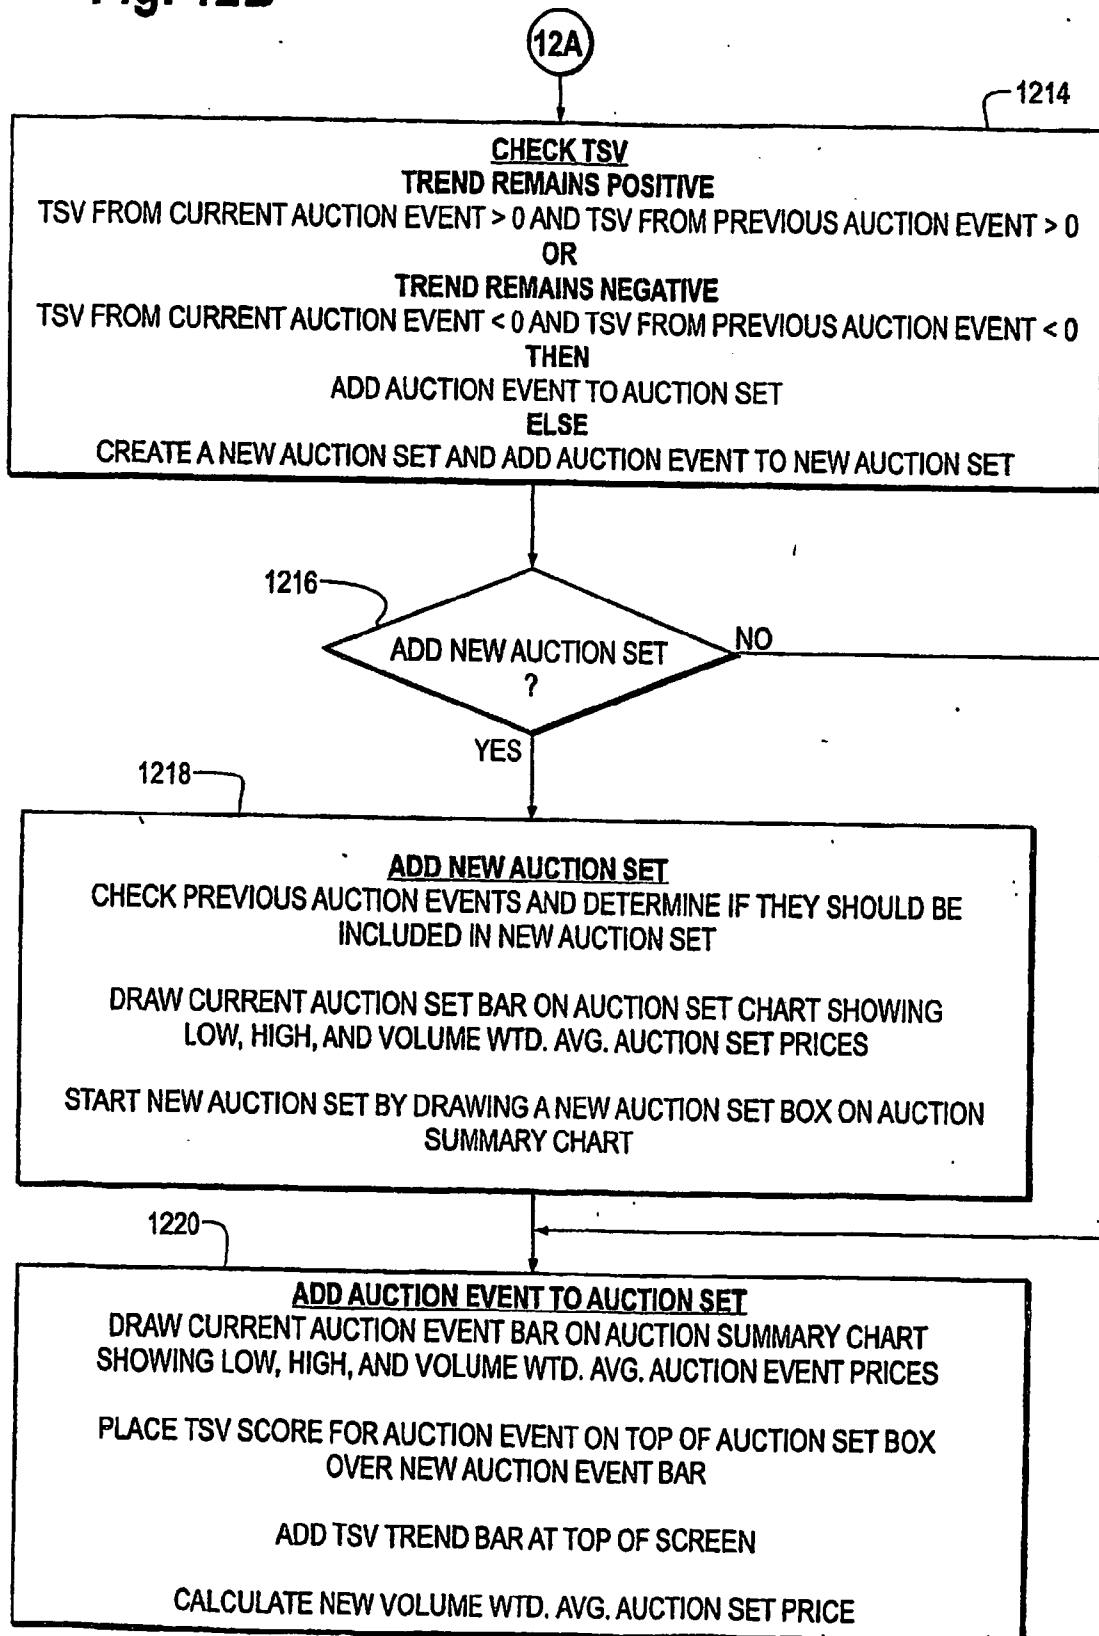 Fig. 12B
12A
1214
CHECK TSV
TREND REMAINS POSITIVE
TSV FROM CURRENT AUCTION EVENT > 0 AND TSV FROM PREVIOUS AUCTION EVENT > 0
OR
TREND REMAINS NEGATIVE
TSV FROM CURRENT AUCTION EVENT < 0 AND TSV FROM PREVIOUS AUCTION EVENT < 0
THEN
ADD AUCTION EVENT TO AUCTION SET
ELSE
CREATE A NEW AUCTION SET AND ADD AUCTION EVENT TO NEW AUCTION SET
1216
ADD NEW AUCTION SET
?
NO
YES
1218
ADD NEW AUCTION SET
CHECK PREVIOUS AUCTION EVENTS AND DETERMINE IF THEY SHOULD BE
INCLUDED IN NEW AUCTION SET
DRAW CURRENT AUCTION SET BAR ON AUCTION SET CHART SHOWING
LOW, HIGH, AND VOLUME WTD. AVG. AUCTION SET PRICES
START NEW AUCTION SET BY DRAWING A NEW AUCTION SET BOX ON AUCTION
SUMMARY CHART
1220
ADD AUCTION EVENT TO AUCTION SET
DRAW CURRENT AUCTION EVENT BAR ON AUCTION SUMMARY CHART
SHOWING LOW, HIGH, AND VOLUME WTD. AVG. AUCTION EVENT PRICES
PLACE TSV SCORE FOR AUCTION EVENT ON TOP OF AUCTION SET BOX
OVER NEW AUCTION EVENT BAR
ADD TSV TREND BAR AT TOP OF SCREEN
CALCULATE NEW VOLUME WTD. AVG. AUCTION SET PRICE